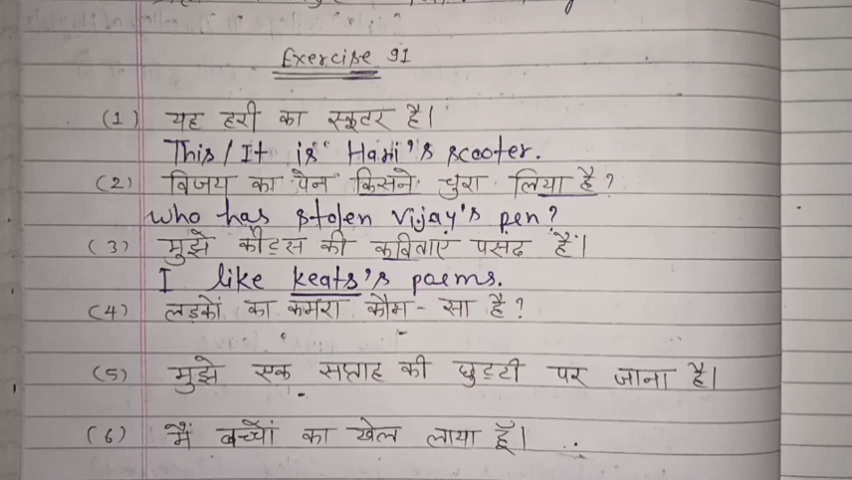 Exercise 91
(1) यह हरी का स्कूटर है।
This/It is Hari's scooter.
(2) विजय का पेन किसने चुरा लिया है?
who has stolen vijay's pen?
(3) मुझे कीट्स की कविताएं पसंद हैं।
I like keats's poems.
(4) लड़कों का कमरा कौन-सा है?
(5) मुझे एक सप्ताह की छुट्टी पर जाना है।
(6) मैं बच्चों का खेल लाया हूँ।